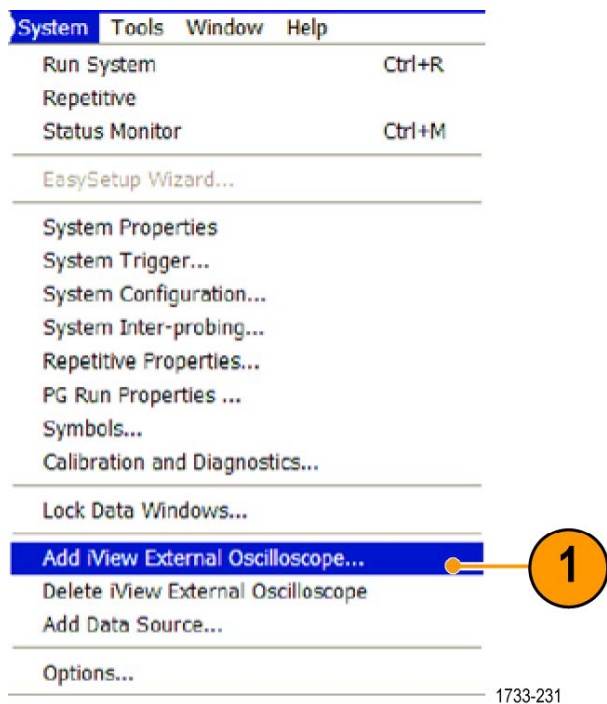 System Tools Window Help
Run System Ctrl+R
Repetitive
Status Monitor Ctrl+M
EasySetup Wizard...
System Properties
System Trigger...
System Configuration...
System Inter-probing...
Repetitive Properties...
PG Run Properties ...
Symbols...
Calibration and Diagnostics...
Lock Data Windows...
Add iView External Oscilloscope...
1
Delete iView External Oscilloscope
Add Data Source...
Options...
1733-231